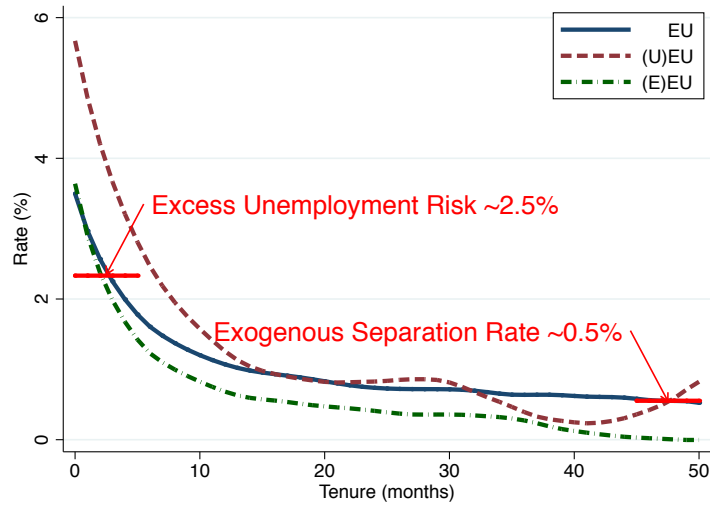 6
EU
(U)EU
(E)EU
4
Excess Unemployment Risk ~2.5%
Rate (%)
2
Exogenous Separation Rate ~0.5%
0
0 10 20 30 40 50
Tenure (months)